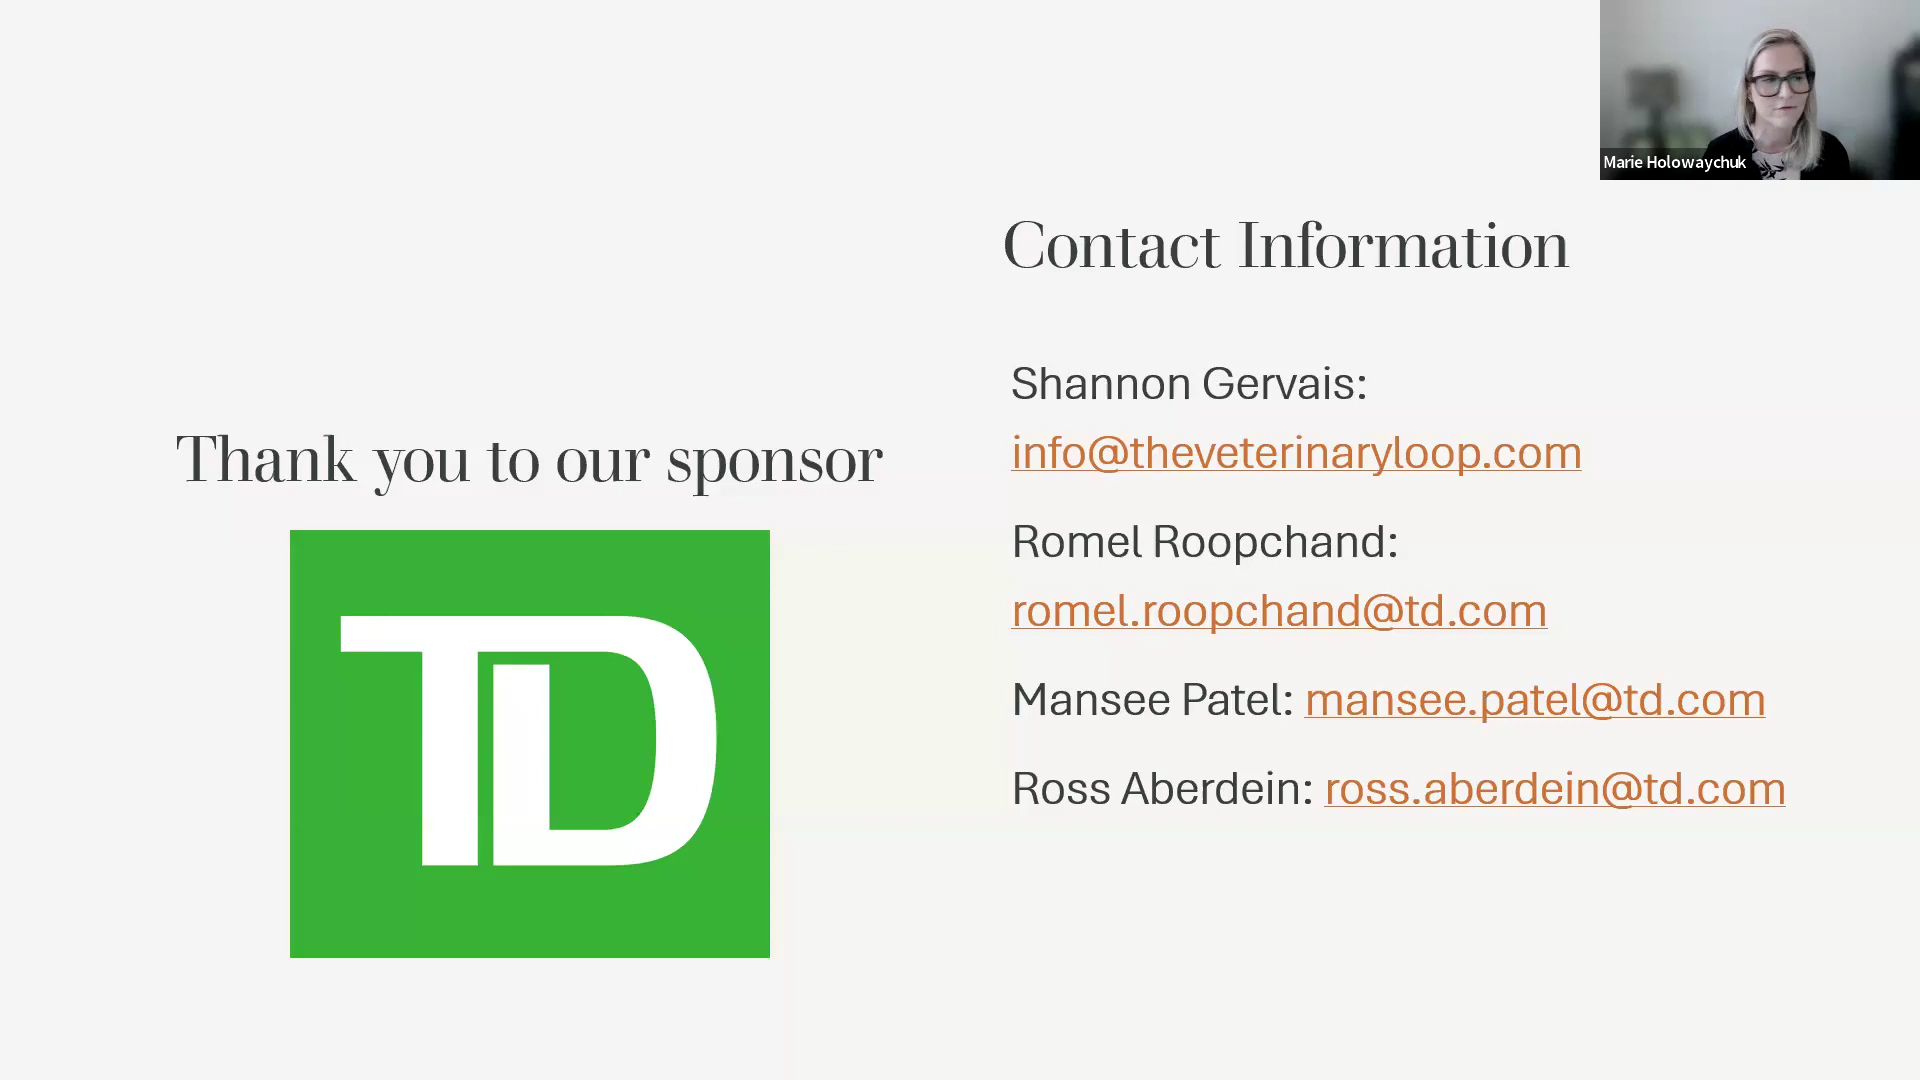 Marie Holowaychuk
Contact Information
Shannon Gervais:
info@theveterinaryloop.com
Romel Roopchand:
romel.roopchand@td.com
Mansee Patel: mansee.patel@td.com
Ross Aberdein: ross.aberdein@td.com
Thank you to our sponsor
TD